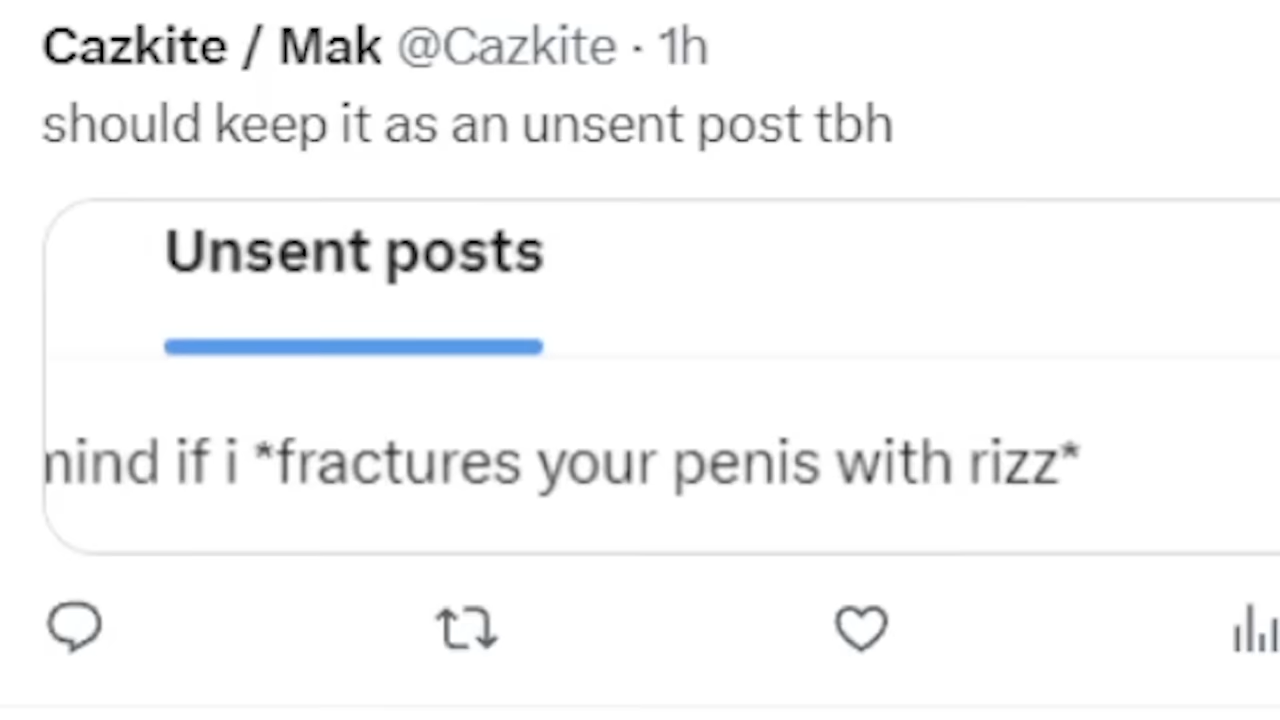 Cazkite / Mak @Cazkite · 1h
should keep it as an unsent post tbh
Unsent posts
mind if i *fractures your penis with rizz*